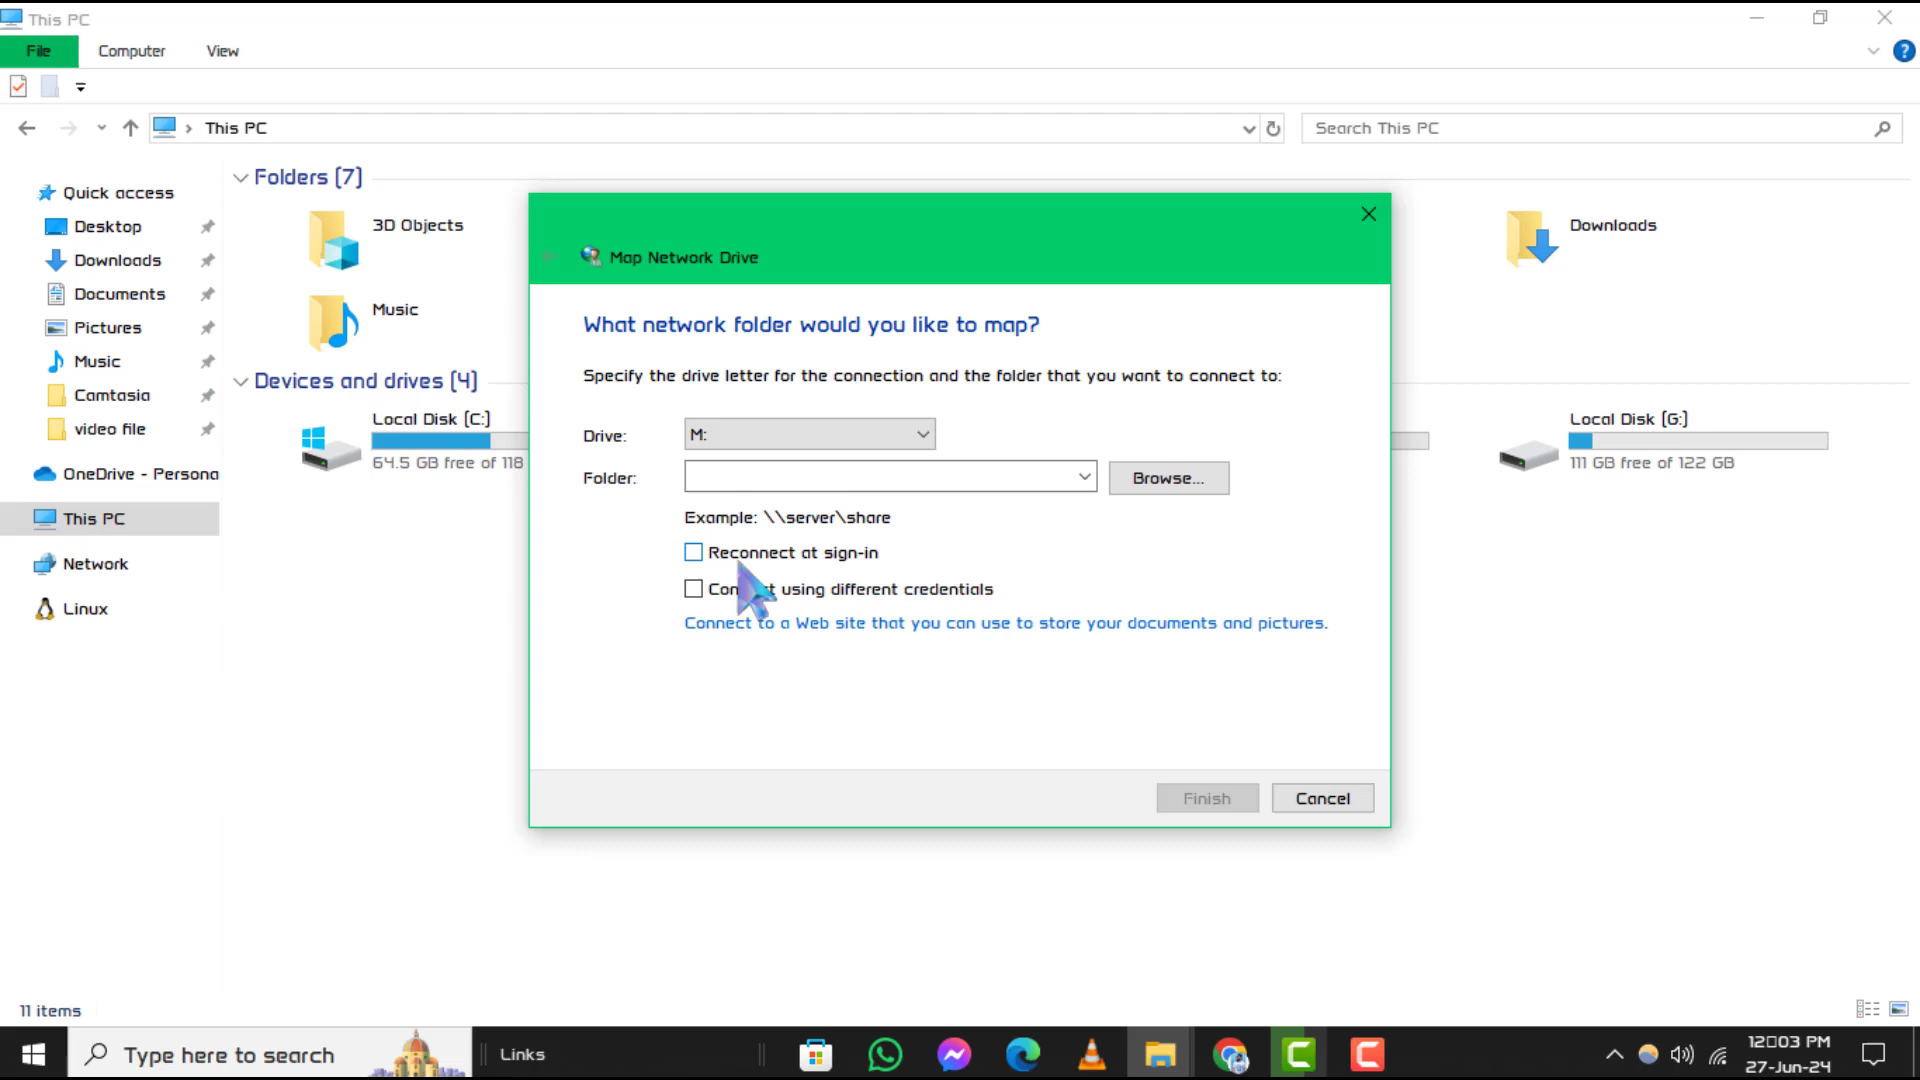 This PC
File
Computer
View
This PC
Search This PC
Quick access
Desktop
Downloads
Documents
Pictures
Music
Camtasia
video file
OneDrive - Persona
This PC
Network
Linux
Folders (7)
3D Objects
Downloads
Music
Devices and drives (4)
Local Disk (C:)
64.5 GB free of 118
Local Disk (G:)
111 GB free of 122 GB
Map Network Drive
What network folder would you like to map?
Specify the drive letter for the connection and the folder that you want to connect to:
Drive:
M:
Folder:
Browse...
Example: \\server\share
Reconnect at sign-in
using different credentials
Connect to a Web site that you can use to store your documents and pictures.
Finish
Cancel
11 items
Type here to search
Links
12▯03 PM
27-Jun-24